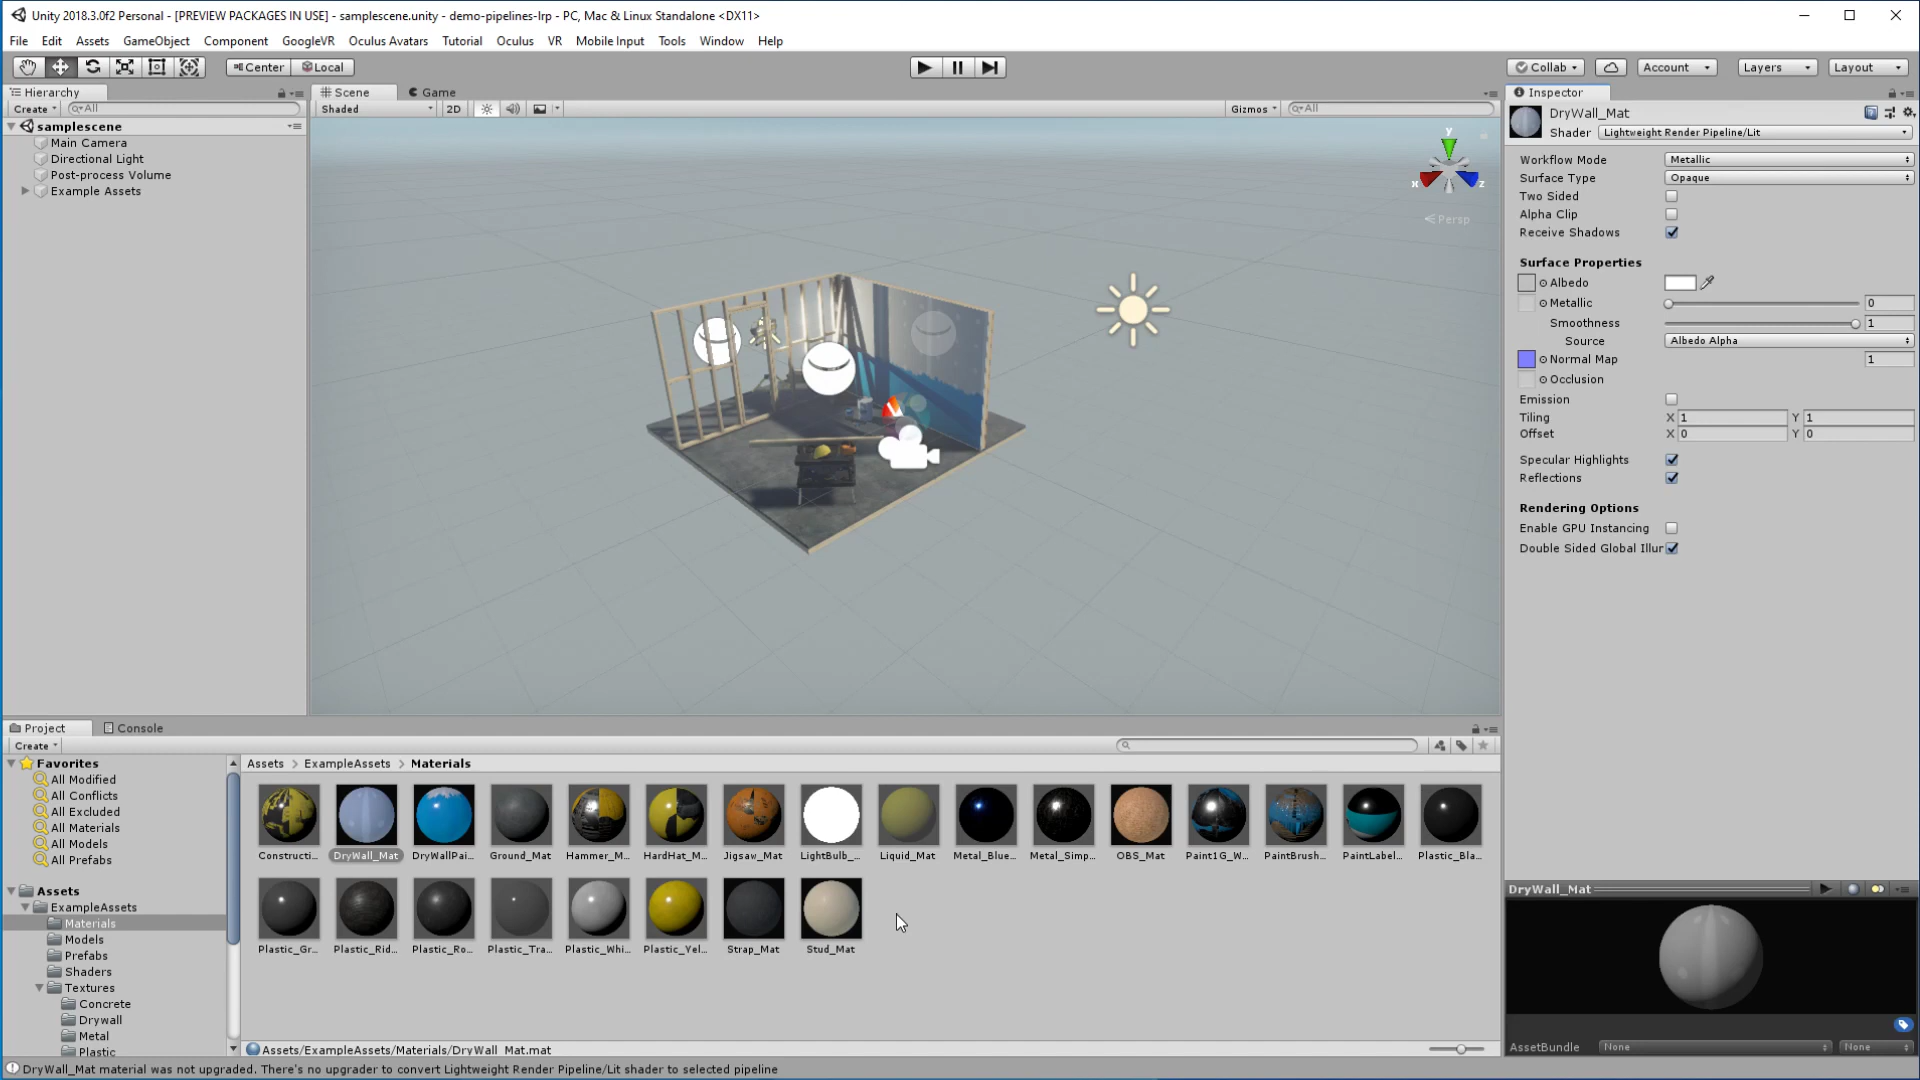 Unity 2018.3.0f2 Personal - [PREVIEW PACKAGES IN USE] - samplescene.unity - demo-pipelines-lrp - PC, Mac & Linux Standalone <DX11>
File Edit Assets GameObject Component GoogleVR Oculus Avatars Tutorial Oculus VR Mobile Input Tools Window Help
Center Local Collab Account Layers Layout
Hierarchy
Create All
samplescene
Main Camera
Directional Light
Post-process Volume
Example Assets
Scene Game
Shaded 2D Gizmos All
y
x z
Persp
Inspector
DryWall_Mat
Shader Lightweight Render Pipeline/Lit
Workflow Mode Metallic
Surface Type Opaque
Two Sided
Alpha Clip
Receive Shadows
Surface Properties
Albedo
Metallic 0
Smoothness 1
Source Albedo Alpha
Normal Map 1
Occlusion
Emission
Tiling X 1 Y 1
Offset X 0 Y 0
Specular Highlights
Reflections
Rendering Options
Enable GPU Instancing
Double Sided Global Illur
Project Console
Create
Favorites
All Modified
All Conflicts
All Excluded
All Materials
All Models
All Prefabs
Assets
ExampleAssets
Materials
Models
Prefabs
Shaders
Textures
Concrete
Drywall
Metal
Plastic
Assets > ExampleAssets > Materials
Constructi... DryWall_Mat DryWallPai... Ground_Mat Hammer_M... HardHat_M... Jigsaw_Mat LightBulb_... Liquid_Mat Metal_Blue... Metal_Simp... OBS_Mat Paint1G_W... PaintBrush... PaintLabel... Plastic_Bla...
Plastic_Gr... Plastic_Rid... Plastic_Ro... Plastic_Tra... Plastic_Whi... Plastic_Yel... Strap_Mat Stud_Mat
Assets/ExampleAssets/Materials/DryWall_Mat.mat
DryWall_Mat
AssetBundle None None
DryWall_Mat material was not upgraded. There's no upgrader to convert Lightweight Render Pipeline/Lit shader to selected pipeline